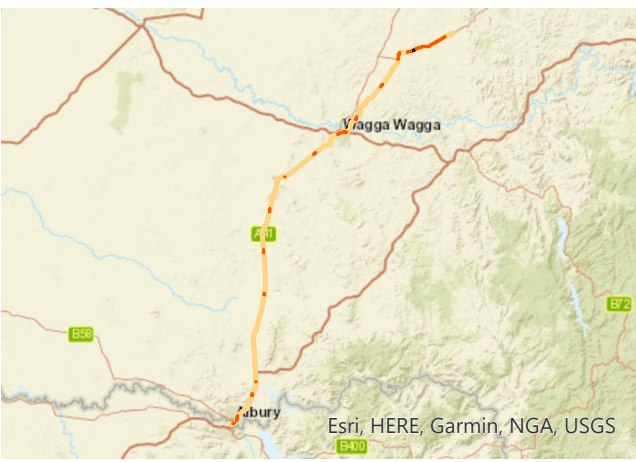 Wagga Wagga
A41
B72
B58
Albury
Esri, HERE, Garmin, NGA, USGS
B400